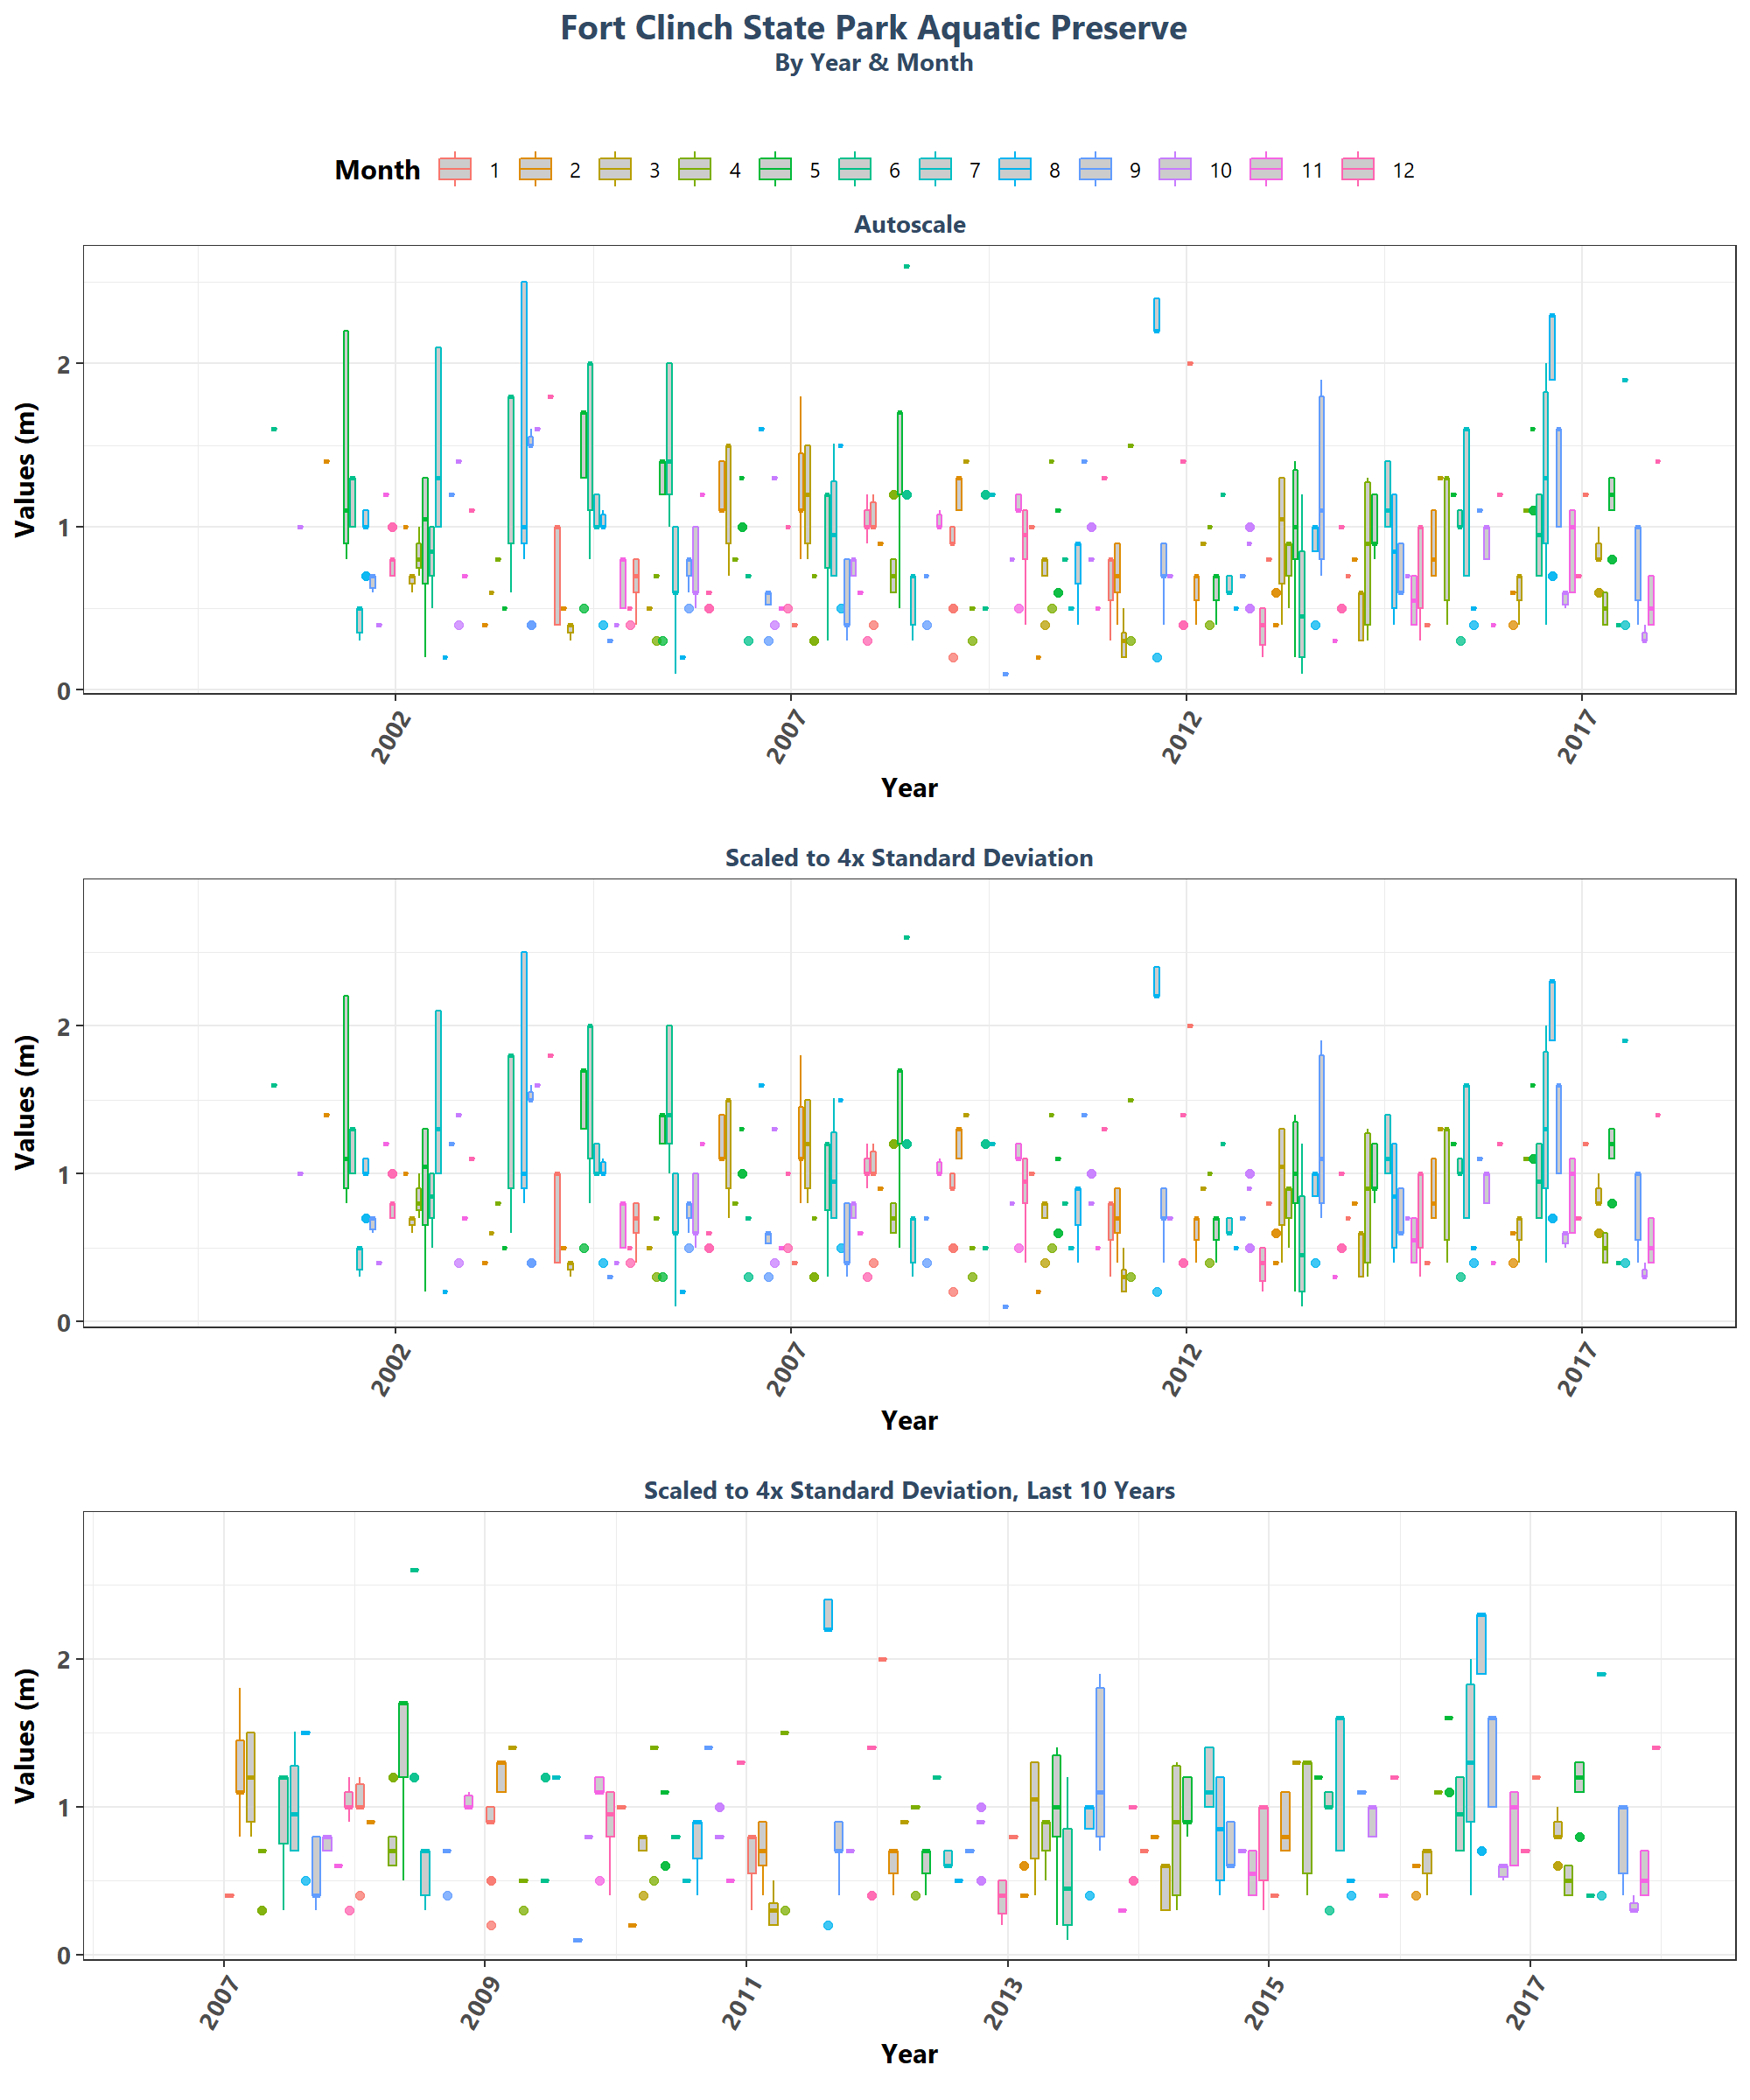 Fort Clinch State Park Aquatic Preserve
By Year & Month
Month 1 2 3 4 5 6 7 8 9 10 11 12
Autoscale
Values (m)
2
1
0
2002 2007 2012 2017
Year
Scaled to 4x Standard Deviation
Values (m)
2
1
0
2002 2007 2012 2017
Year
Scaled to 4x Standard Deviation, Last 10 Years
Values (m)
2
1
0
2007 2009 2011 2013 2015 2017
Year